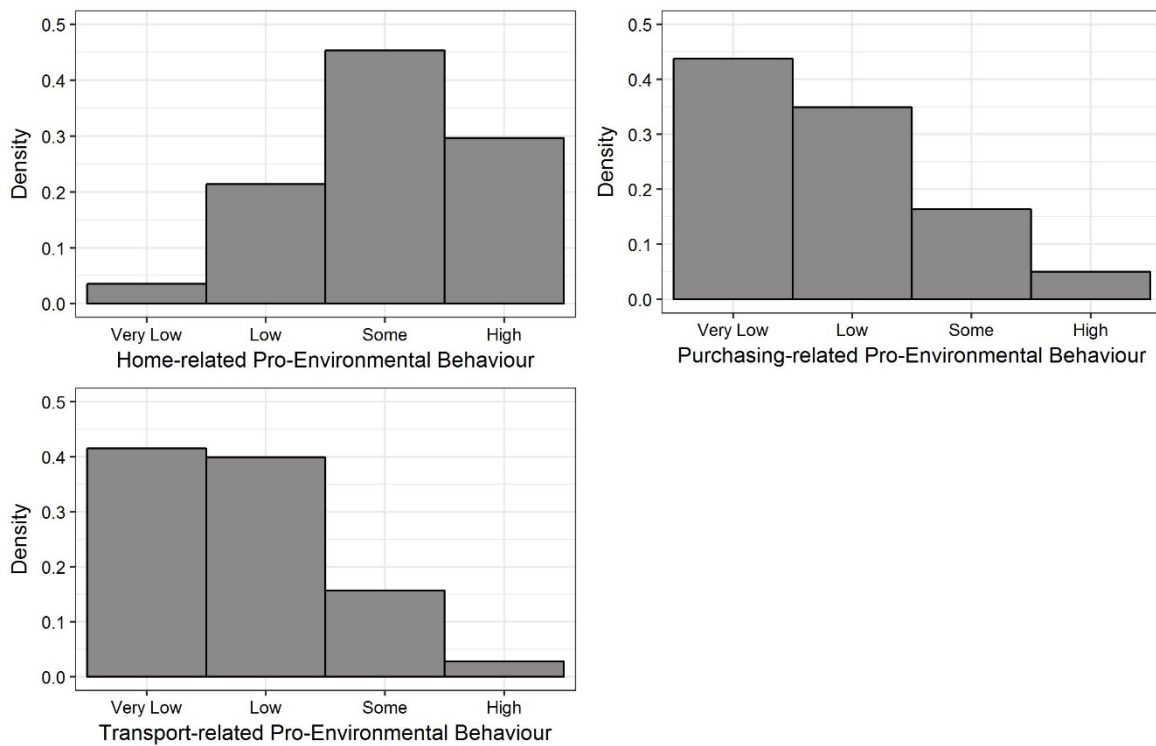 Density
0.5
0.4
0.3
0.2
0.1
0.0
Very Low Low Some High
Home-related Pro-Environmental Behaviour
Density
0.5
0.4
0.3
0.2
0.1
0.0
Very Low Low Some High
Purchasing-related Pro-Environmental Behaviour
Density
0.5
0.4
0.3
0.2
0.1
0.0
Very Low Low Some High
Transport-related Pro-Environmental Behaviour